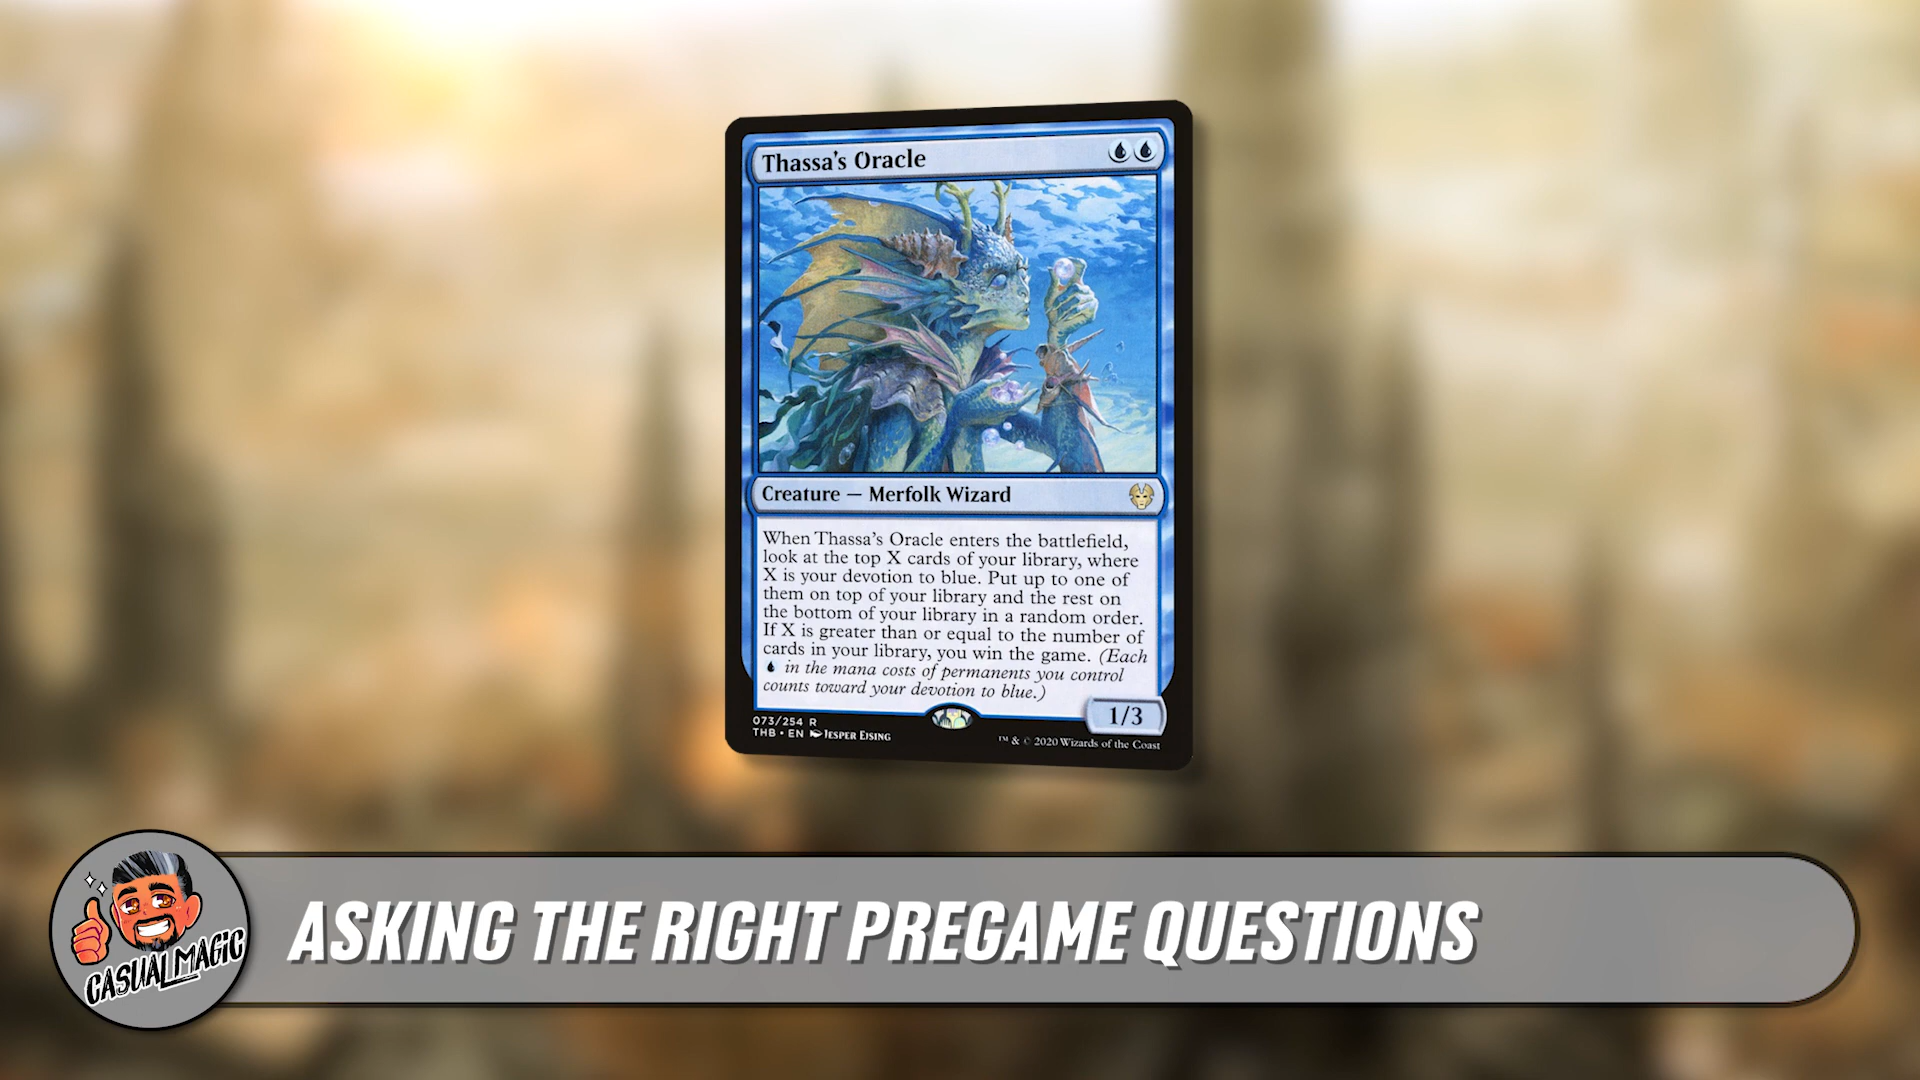 Thassa's Oracle
Creature — Merfolk Wizard
When Thassa's Oracle enters the battlefield,
look at the top X cards of your library, where
X is your devotion to blue. Put up to one of
them on top of your library and the rest on
the bottom of your library in a random order.
If X is greater than or equal to the number of
cards in your library, you win the game. (Each
in the mana costs of permanents you control
counts toward your devotion to blue.)
1/3
073/254 R
THB • EN Jesper Ejsing
™ & © 2020 Wizards of the Coast
CASUAL MAGIC
ASKING THE RIGHT PREGAME QUESTIONS